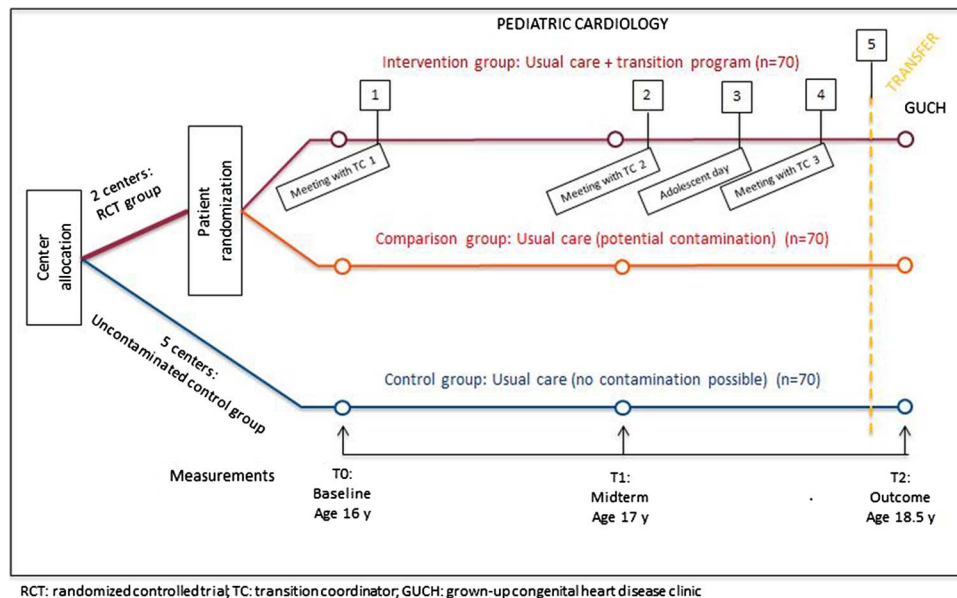 PEDIATRIC CARDIOLOGY
Intervention group: Usual care + transition program (n=70)
5
TRANSFER
GUCH
1
2
3
4
Meeting with TC 1
Meeting with TC 2
Adolescent day
Meeting with TC 3
2 centers:
RCT group
Patient
randomization
Center
allocation
Comparison group: Usual care (potential contamination) (n=70)
5 centers:
Uncontaminated control group
Control group: Usual care (no contamination possible) (n=70)
Measurements
T0:
Baseline
Age 16 y
T1:
Midterm
Age 17 y
T2:
Outcome
Age 18.5 y
RCT: randomized controlled trial; TC: transition coordinator; GUCH: grown-up congenital heart disease clinic